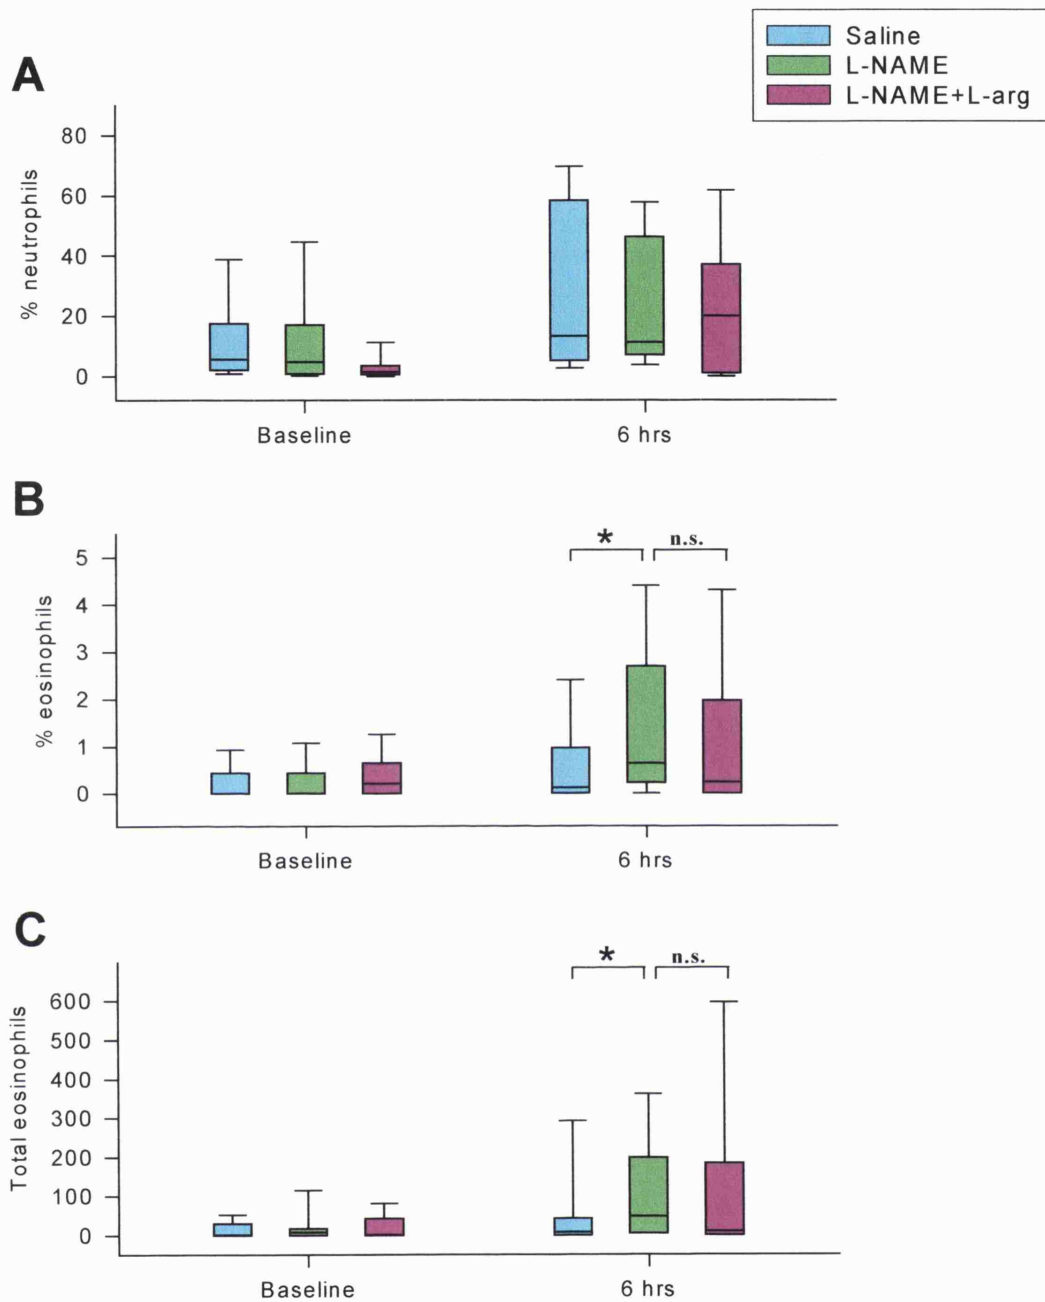 Saline
L-NAME
L-NAME+L-arg
A
80
60
40
20
0
% neutrophils
Baseline
6 hrs
B
* n.s.
5
4
3
2
1
0
% eosinophils
Baseline
6 hrs
C
* n.s.
600
500
400
300
200
100
0
Total eosinophils
Baseline
6 hrs